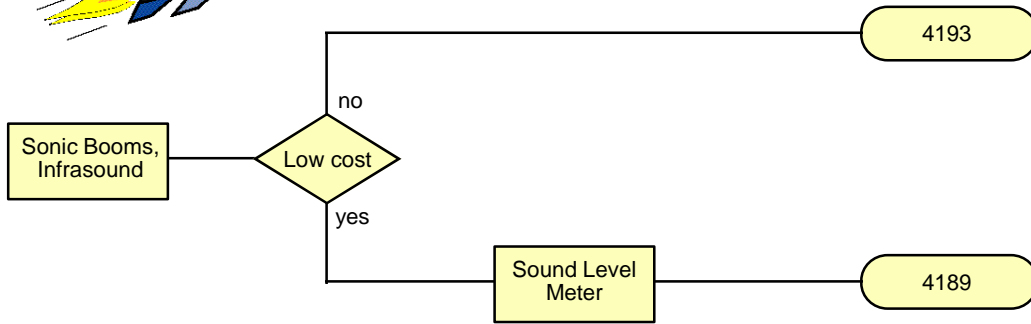 4193
no
Sonic Booms,
Infrasound
Low cost
yes
Sound Level
Meter
4189